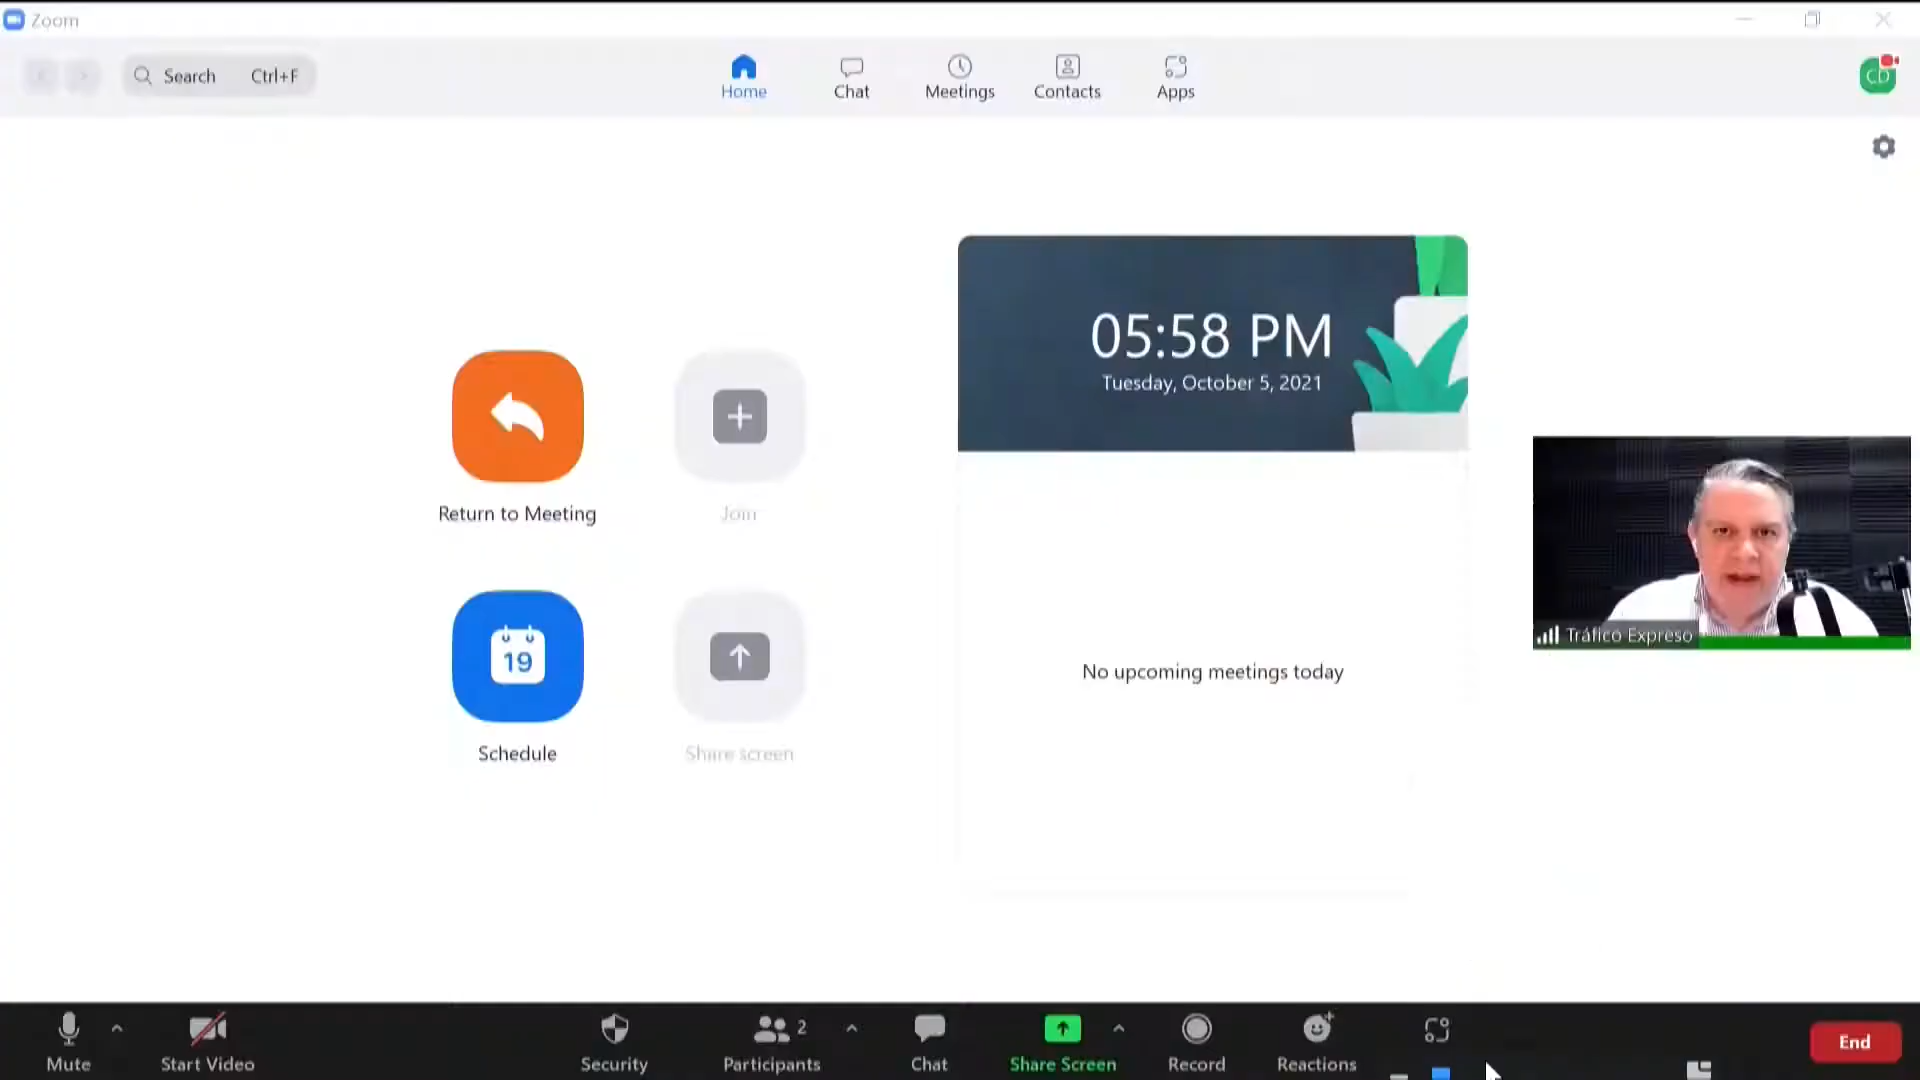 Zoom
Search Ctrl+F
Home
Chat
Meetings
Contacts
Apps
CD
05:58 PM
Tuesday, October 5, 2021
Return to Meeting
Join
19
Schedule
Share screen
No upcoming meetings today
Tráfico Expreso
Mute
Start Video
Security
2
Participants
Chat
Share Screen
Record
Reactions
End